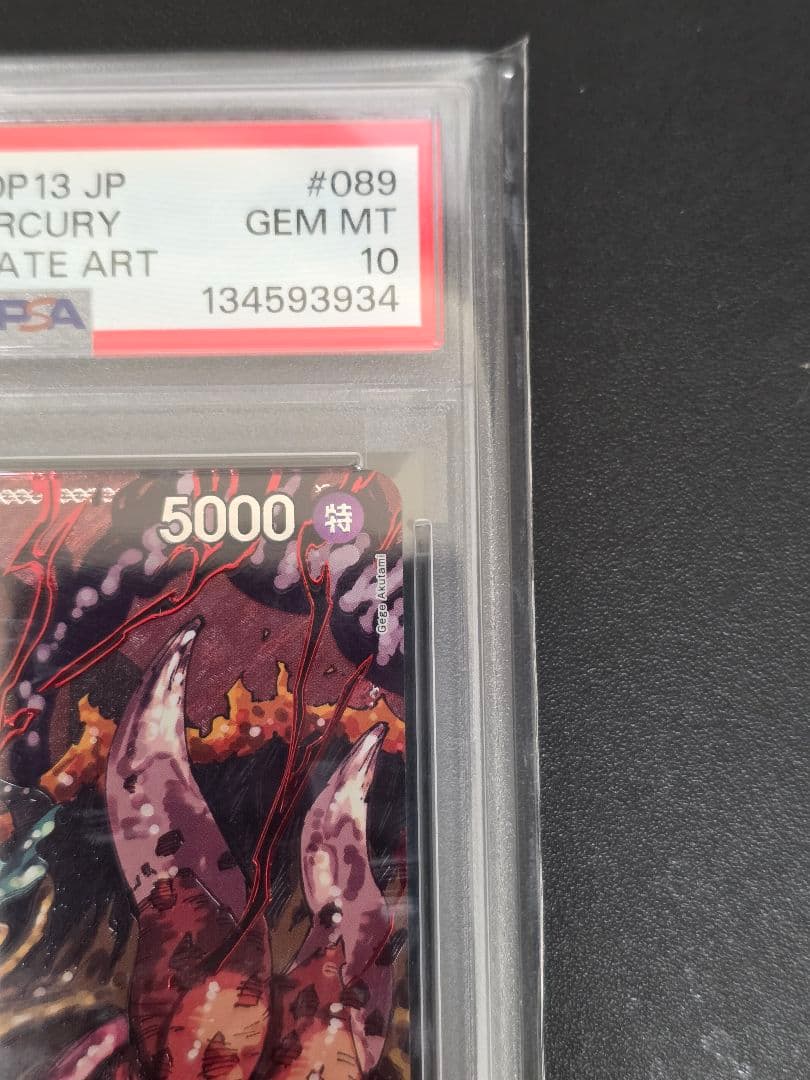 OP13 JP #089
RCURY GEM MT
ATE ART 10
PSA 134593934
5000 特
Gege Akutami